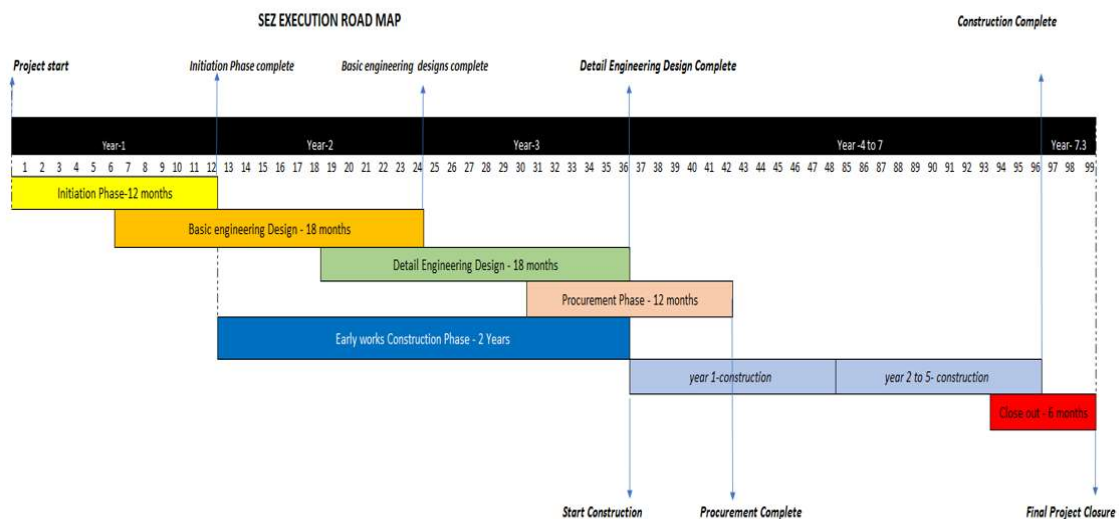 SEZ EXECUTION ROAD MAP
Construction Complete
Project start
Initiation Phase complete
Basic engineering designs complete
Detail Engineering Design Complete
Year-1
Year-2
Year-3
Year -4 to 7
Year- 7.3
1 2 3 4 5 6 7 8 9 10 11 12 13 14 15 16 17 18 19 20 21 22 23 24 25 26 27 28 29 30 31 32 33 34 35 36 37 38 39 40 41 42 43 44 45 46 47 48 85 86 87 88 89 90 91 92 93 94 95 96 97 98 99
Initiation Phase-12 months
Basic engineering Design - 18 months
Detail Engineering Design - 18 months
Procurement Phase - 12 months
Early works Construction Phase - 2 Years
year 1-construction
year 2 to 5- construction
Close out - 6 months
Start Construction
Procurement Complete
Final Project Closure